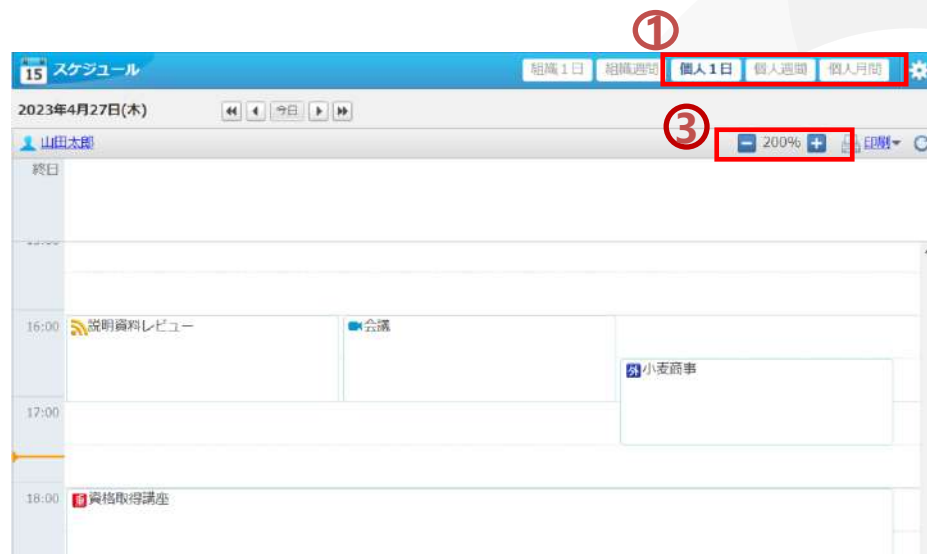 ①
15 スケジュール 組織1日 組織週間 個人1日 個人週間 個人月間
2023年4月27日(木) 今日
③
山田太郎 200% 印刷
終日
16:00 説明資料レビュー 会議
外 小麦商事
17:00
18:00 資格取得講座